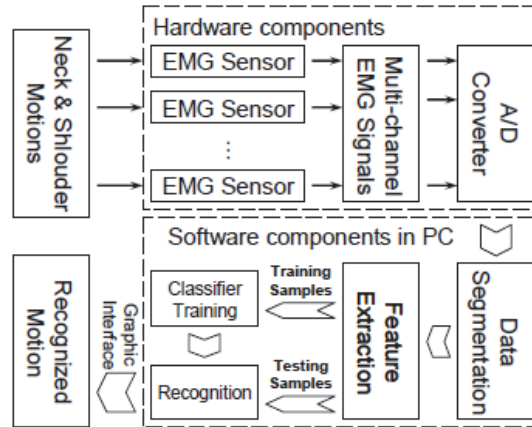 Hardware components
Neck & Shlouder
Motions
EMG Sensor
EMG Sensor
...
EMG Sensor
Multi-channel
EMG Signals
A/D
Converter
Software components in PC
Recognized
Motion
Graphic
Interface
Classifier
Training
Training
Samples
Recognition
Testing
Samples
Feature
Extraction
Data
Segmentation